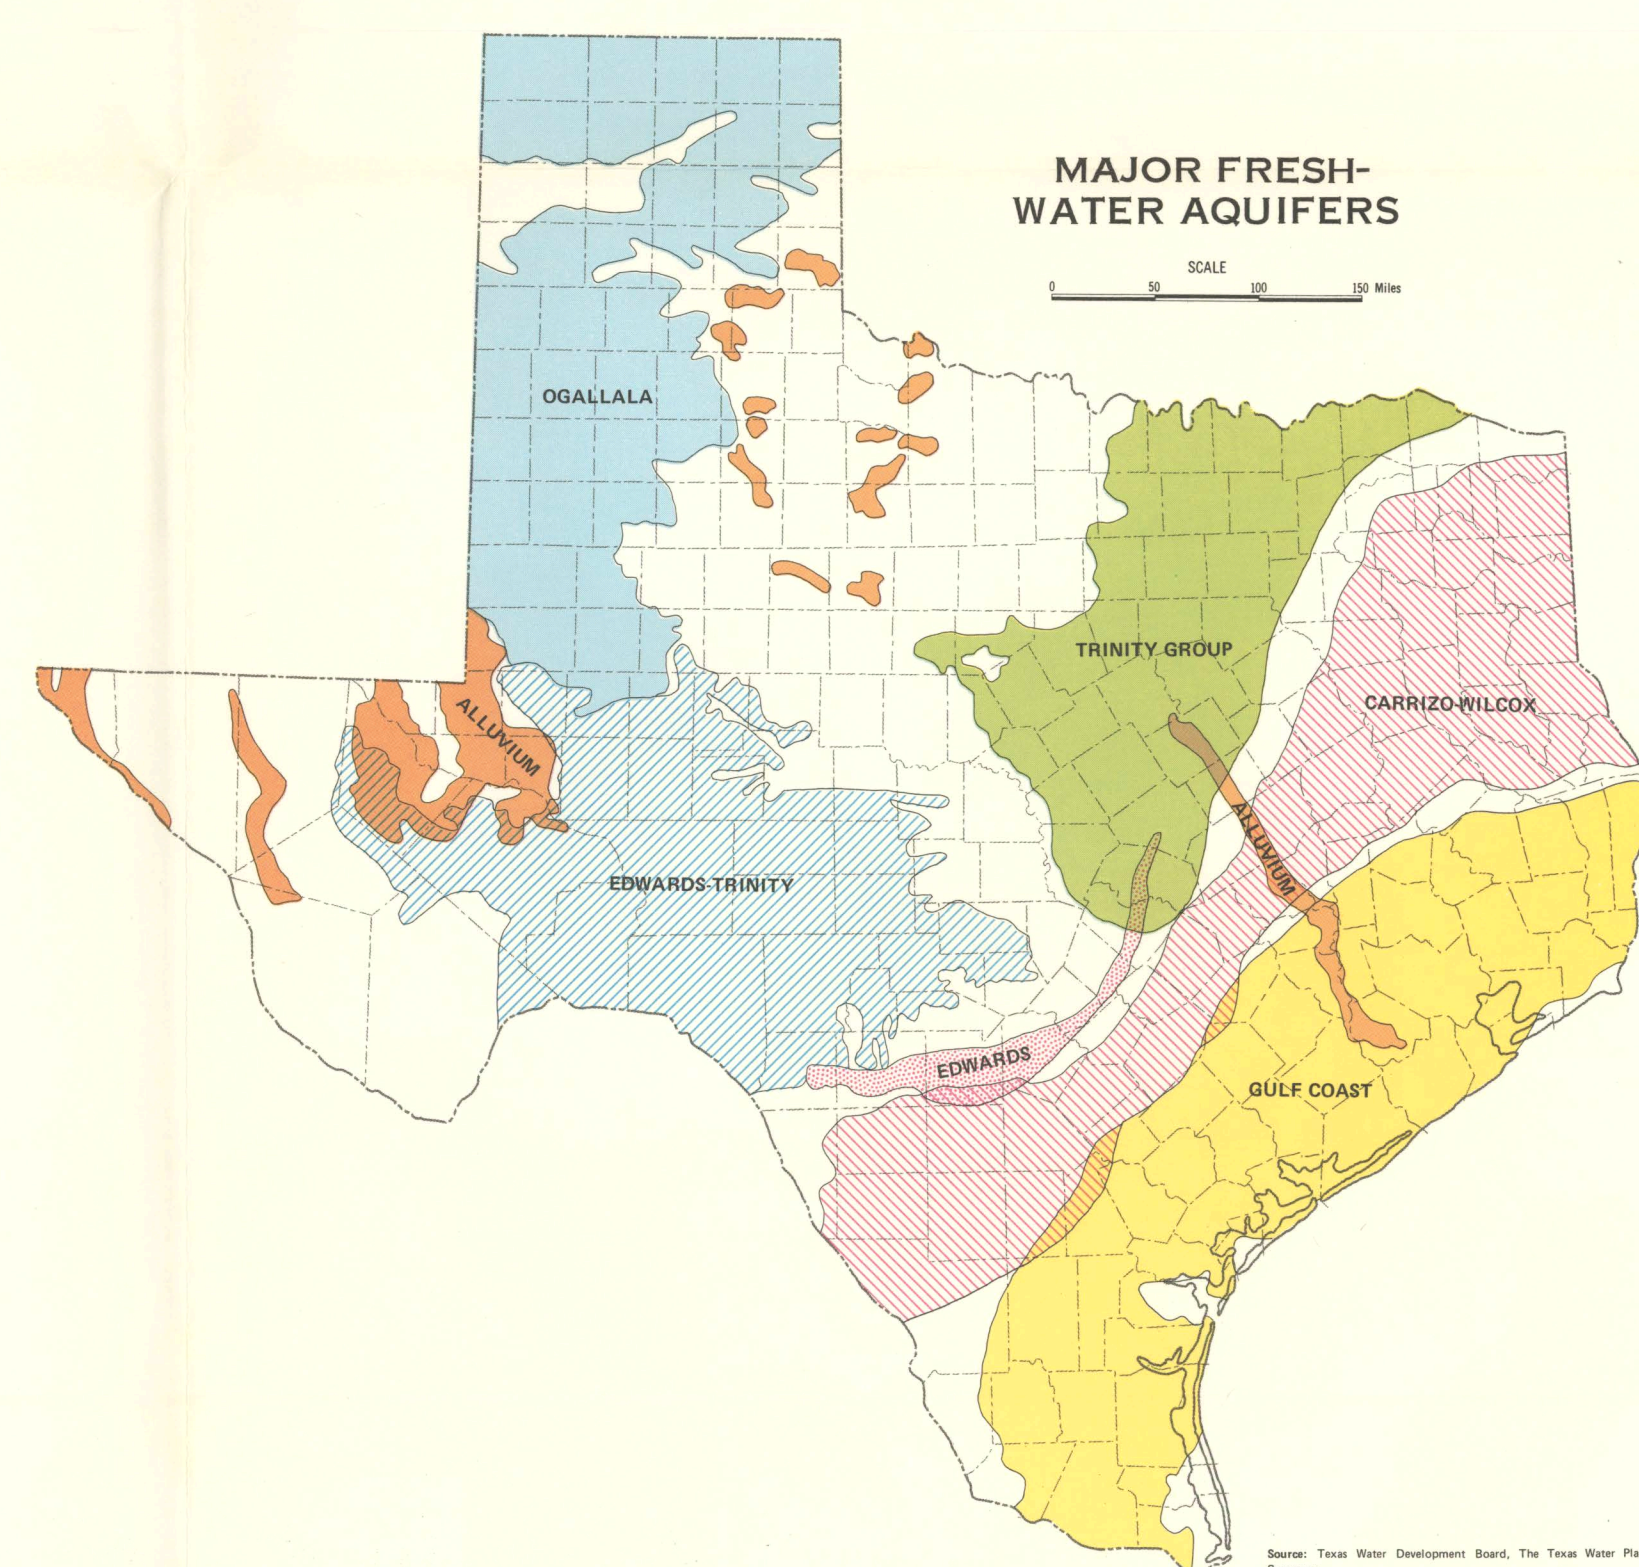 MAJOR FRESH-
WATER AQUIFERS
SCALE
0 50 100 150 Miles
OGALLALA
TRINITY GROUP
CARRIZO-WILCOX
ALLUVIUM
ALLUVIUM
EDWARDS-TRINITY
EDWARDS
GULF COAST
Source: Texas Water Development Board, The Texas Water Pla